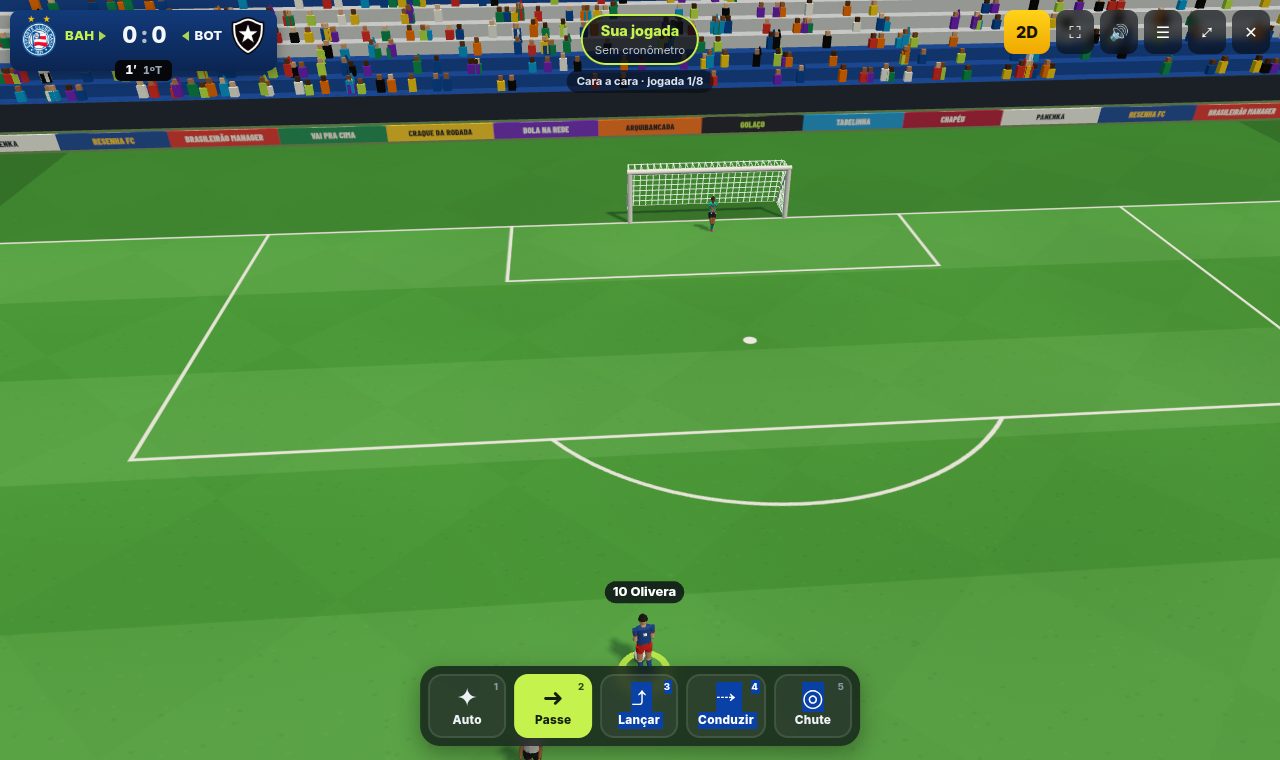 BAH
0:0
BOT
1' 1ºT
Sua jogada
Sem cronômetro
Cara a cara · jogada 1/8
2D
RESENHA FC
BRASILEIRÃO MANAGER
VAI PRA CIMA
CRAQUE DA RODADA
BOLA NA REDE
ARQUIBANCADA
GOLAÇO
TABELINHA
CHAPÉU
PANENKA
RESENHA FC
BRASILEIRÃO MANAGER
10 Olivera
1
Auto
2
Passe
3
Lançar
4
Conduzir
5
Chute